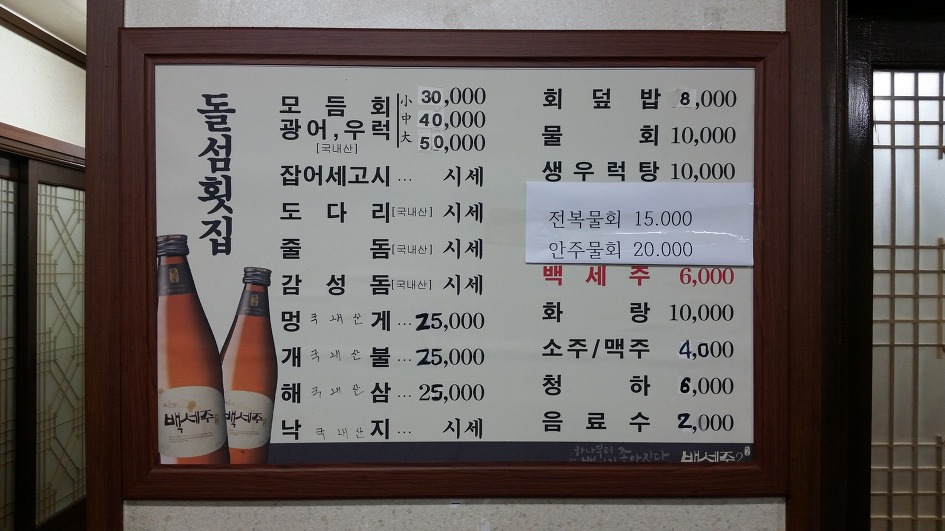 돌섬횟집
모듬회 小 30,000
광어,우럭 中 40,000
[국내산] 大 50,000
잡어세고시 ... 시세
도다리 [국내산] 시세
줄돔 [국내산] 시세
감성돔 [국내산] 시세
멍게 국내산 ... 25,000
개불 국내산 ... 25,000
해삼 국내산 ... 25,000
낙지 국내산 ... 시세
회덮밥 8,000
물회 10,000
생우럭탕 10,000
전복물회 15.000
안주물회 20.000
백세주 6,000
화랑 10,000
소주/맥주 4,000
청하 6,000
음료수 2,000
백세주
백세주
좋아진다
백세주